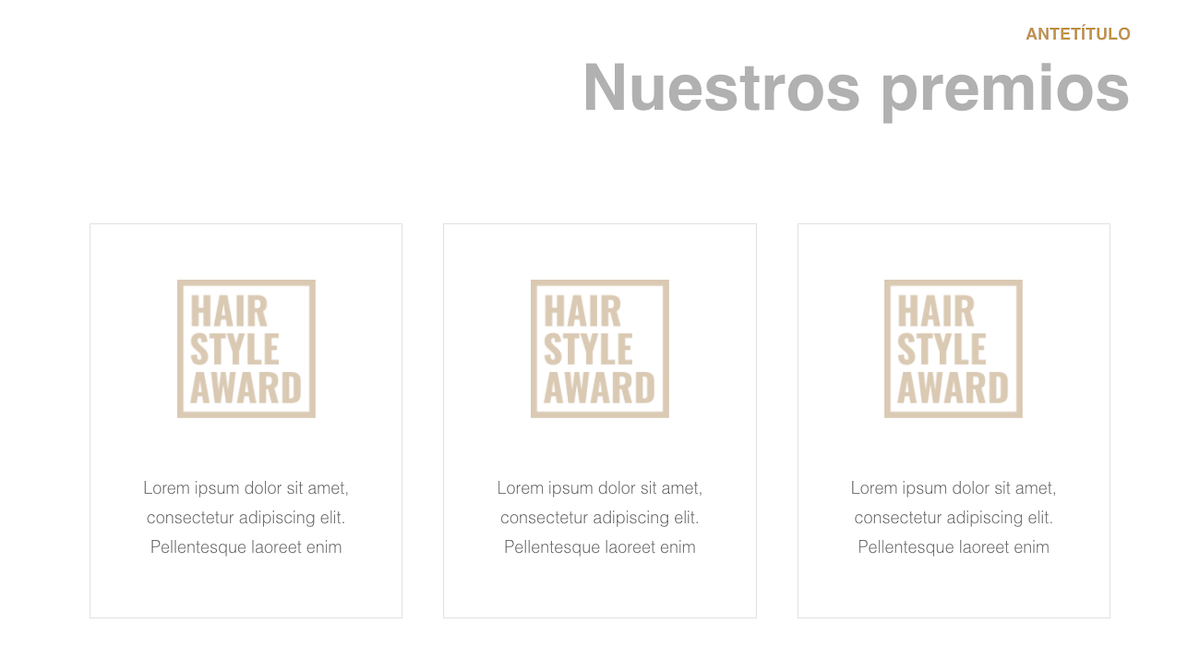 ANTETÍTULO
Nuestros premios
HAIR
STYLE
AWARD
Lorem ipsum dolor sit amet,
consectetur adipiscing elit.
Pellentesque laoreet enim
HAIR
STYLE
AWARD
Lorem ipsum dolor sit amet,
consectetur adipiscing elit.
Pellentesque laoreet enim
HAIR
STYLE
AWARD
Lorem ipsum dolor sit amet,
consectetur adipiscing elit.
Pellentesque laoreet enim